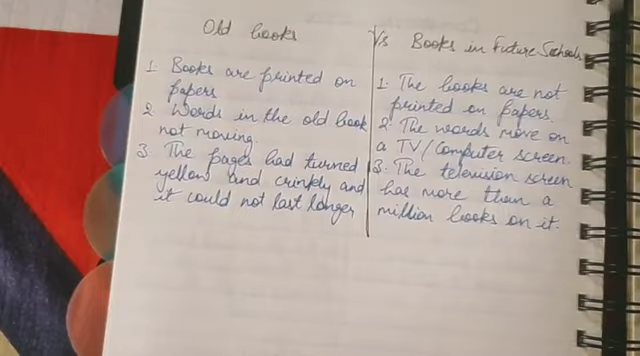 Old books
Vs Books in Future Schools
1. Books are printed on
papers
2. Words in the old book
not moving.
3. The pages had turned
yellow and crinkly and
it could not last longer
1. The books are not
printed on papers.
2. The words move on
a TV/Computer screen.
3. The television screen
has more than a
million books on it.